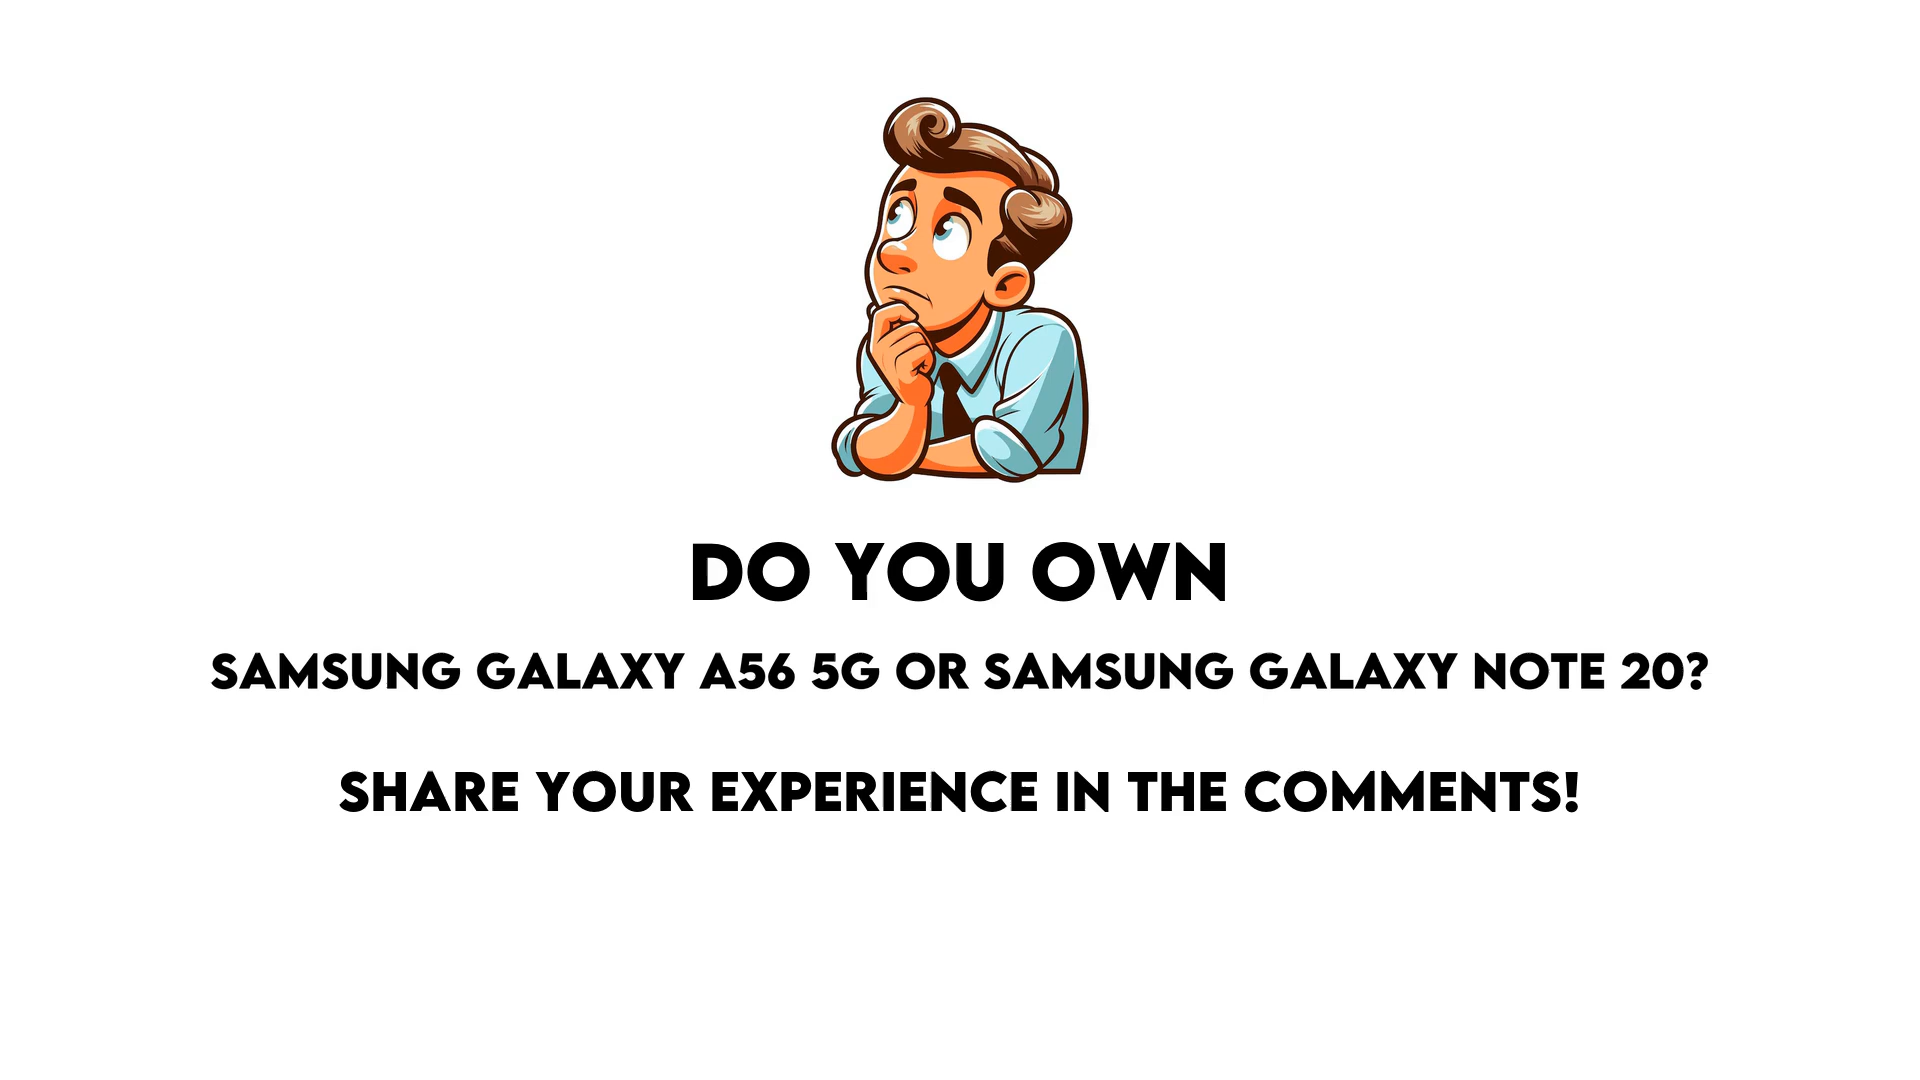 DO YOU OWN
SAMSUNG GALAXY A56 5G OR SAMSUNG GALAXY NOTE 20?
SHARE YOUR EXPERIENCE IN THE COMMENTS!